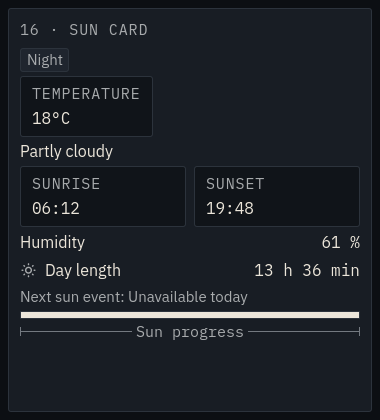 16 · SUN CARD
Night
TEMPERATURE
18°C
Partly cloudy
SUNRISE
06:12
SUNSET
19:48
Humidity 61 %
Day length 13 h 36 min
Next sun event: Unavailable today
Sun progress